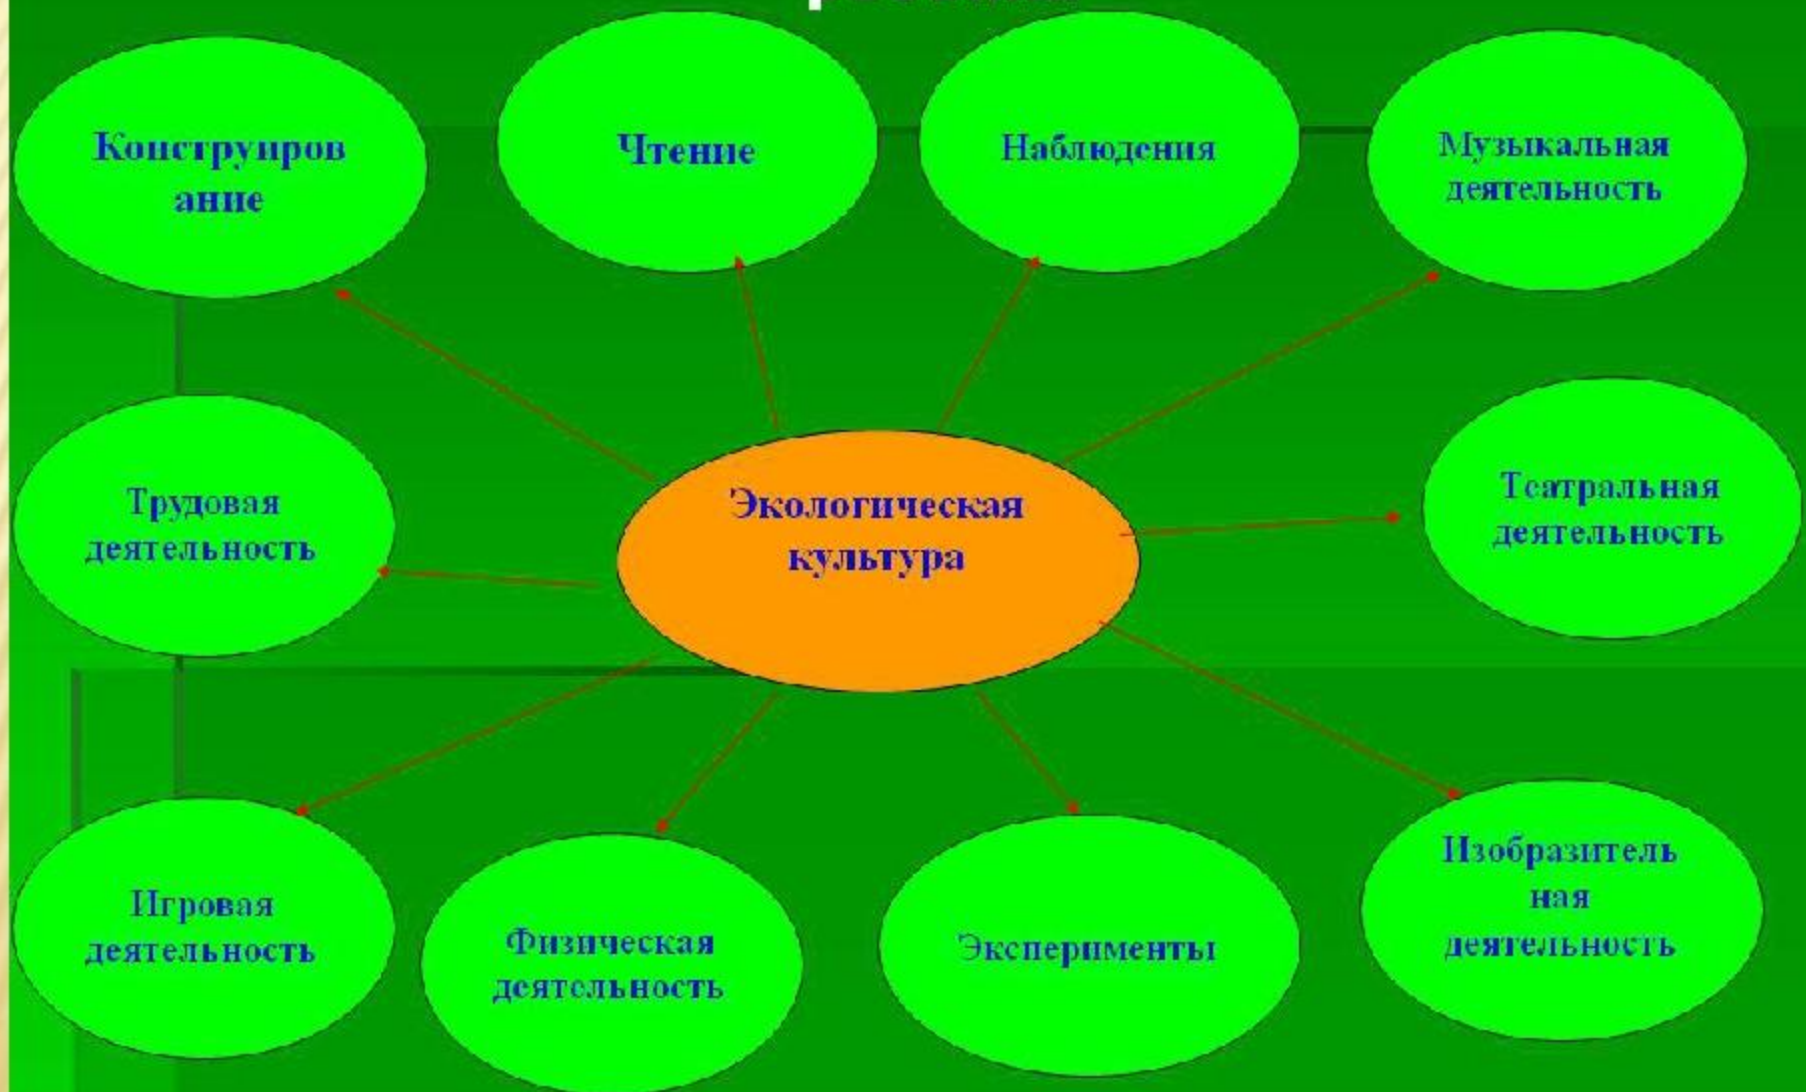 Конструиров
ание
Чтение
Наблюдения
Музыкальная
деятельность
Трудовая
деятельность
Экологическая
культура
Театральная
деятельность
Игровая
деятельность
Физическая
деятельность
Эксперименты
Изобразитель
ная
деятельность